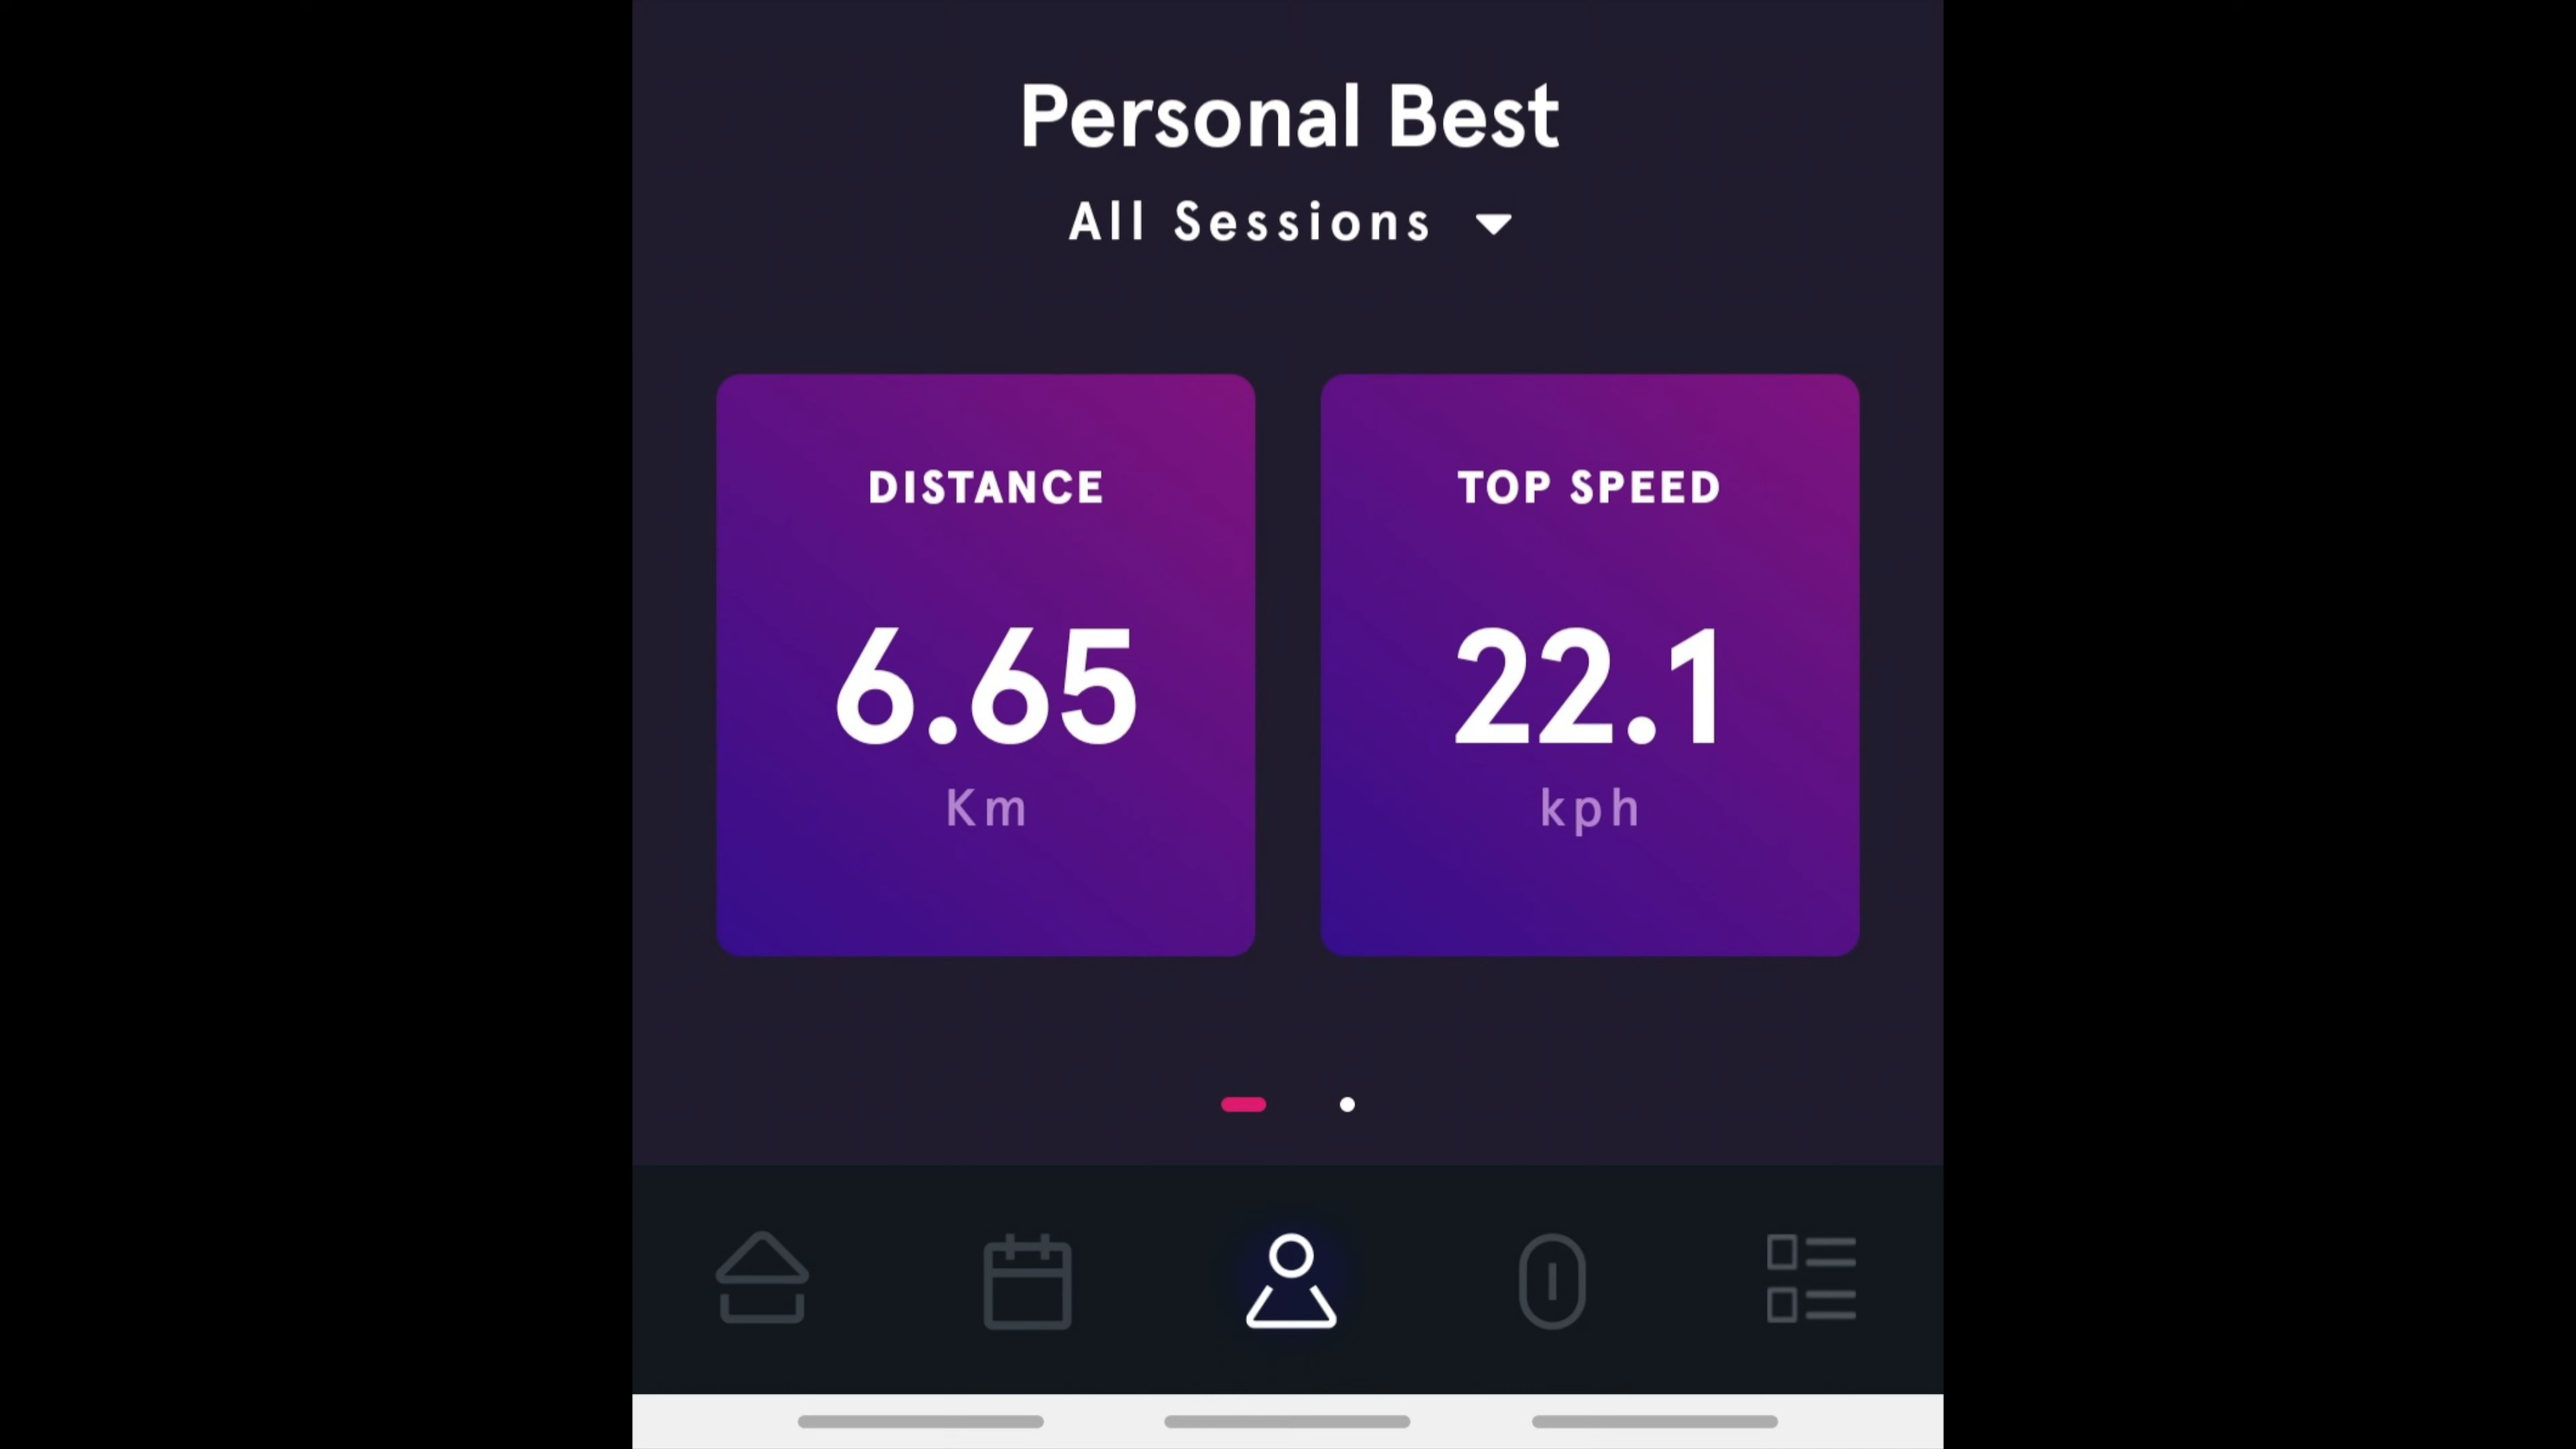 Personal Best
All Sessions
DISTANCE
6.65
Km
TOP SPEED
22.1
kph